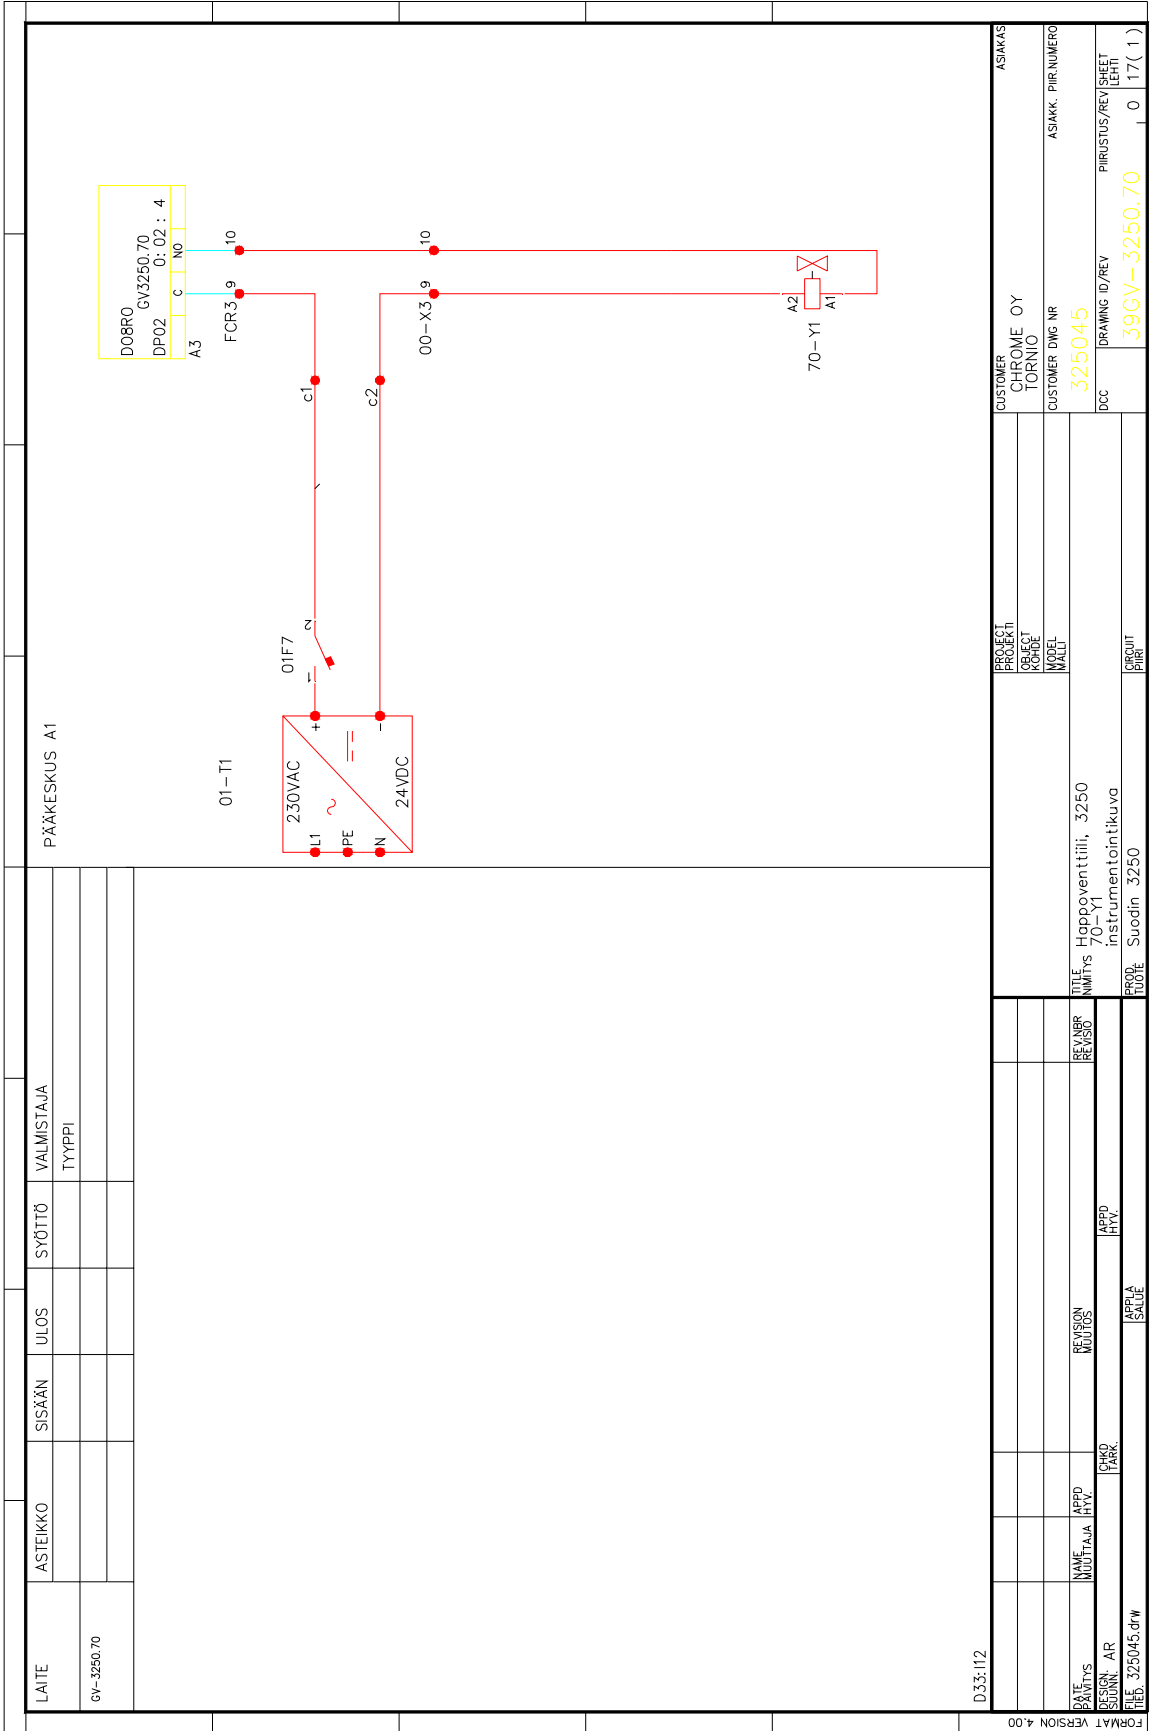 LAITE
ASTEIKKO
SISÄÄN
ULOS
SYÖTTÖ
VALMISTAJA
TYYPPI
GV-3250.70
PÄÄKESKUS A1
01-T1
230VAC
24VDC
L1
PE
N
+
-
01F7
1
2
c1
c2
D08RO
GV3250.70
DP02
0: 02 : 4
C
NO
A3
FCR3
9
10
00-X3
9
10
70-Y1
A2
A1
D33:I12
DATE
PÄIVITYS
NAME
MUUTTAJA
APPD
HYV.
REVISION
MUUTOS
REV.NBR
REVISIO
DESIGN.
SUUNN.
AR
CHKD
TARK.
APPD
HYV.
FILE
TIED.
325045.drw
APPLA
SALUE
TITLE
NIMITYS
Happoventtiili, 3250
70-Y1
instrumentointikuva
PROD.
TUOTE
Suodin 3250
CIRCUIT
PIIRI
PROJECT
PROJEKTI
OBJECT
KOHDE
MODEL
MALLI
CUSTOMER
ASIAKAS
CHROME OY
TORNIO
CUSTOMER DWG NR
ASIAKK. PIIR.NUMERO
325045
DCC
DRAWING ID/REV
PIIRUSTUS/REV
39GV-3250.70
0
SHEET
LEHTI
17( 1 )
FORMAT VERSION 4.00